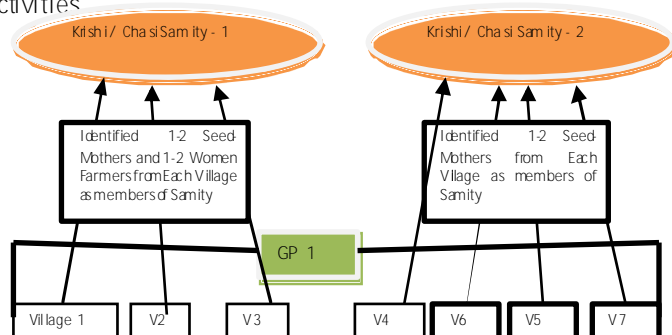 ctivities
Krishi/ ChasiSamity - 1
Krishi/ Chasi Samity - 2
Identified 1-2 Seed-
Mothers and 1-2 Women
Farmers from Each Village
as members of Samity
Identified 1-2 Seed-
Mothers from Each
Village as members of
Samity
GP 1
Village 1
V2
V3
V4
V6
V5
V7